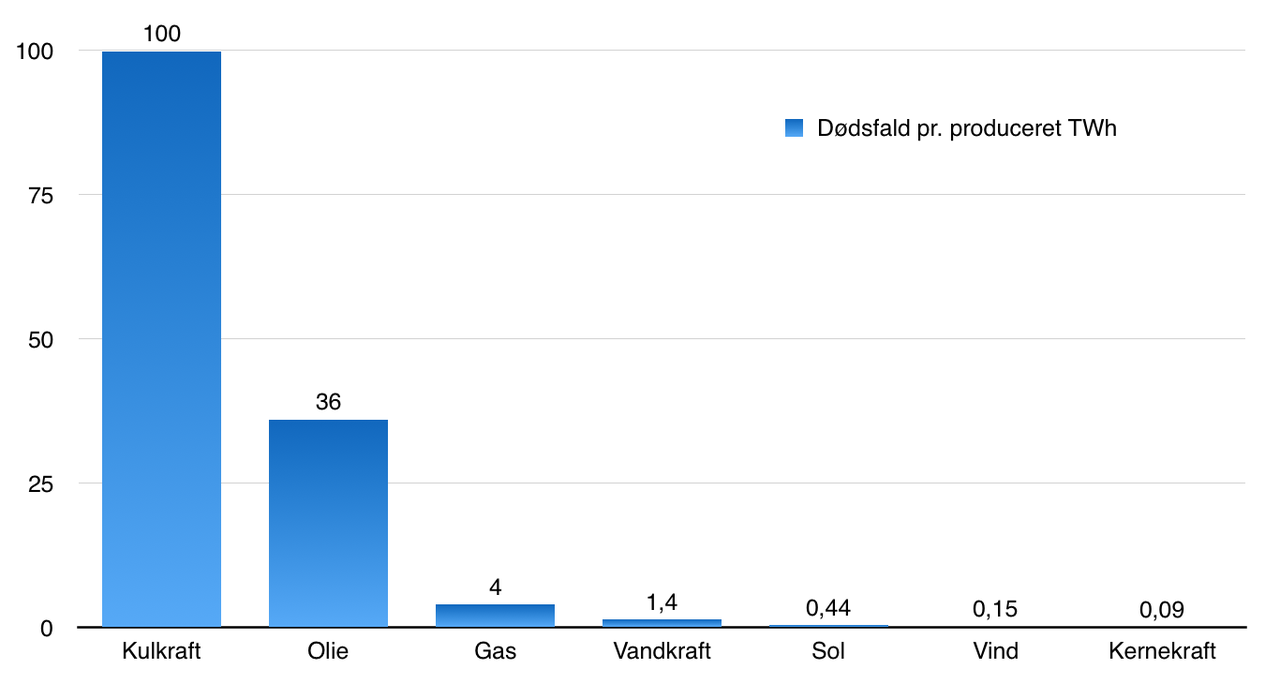 100
100
Dødsfald pr. produceret TWh
75
50
36
25
4
1,4
0,44
0,15
0,09
0
Kulkraft
Olie
Gas
Vandkraft
Sol
Vind
Kernekraft